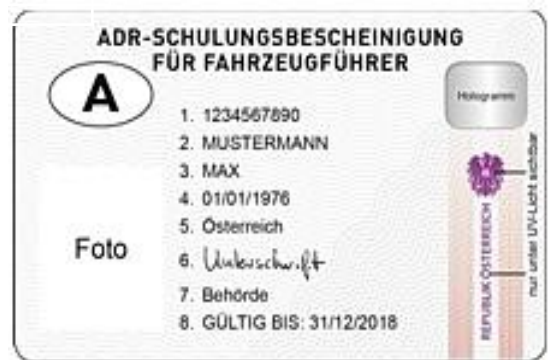 ADR-SCHULUNGSBESCHEINIGUNG
FÜR FAHRZEUGFÜHRER
A
Hologramm
1. 1234567890
2. MUSTERMANN
3. MAX
4. 01/01/1976
5. Österreich
6. Unterschrift
7. Behörde
8. GÜLTIG BIS: 31/12/2018
Foto
REPUBLIK ÖSTERREICH
nur unter UV-Licht sichtbar